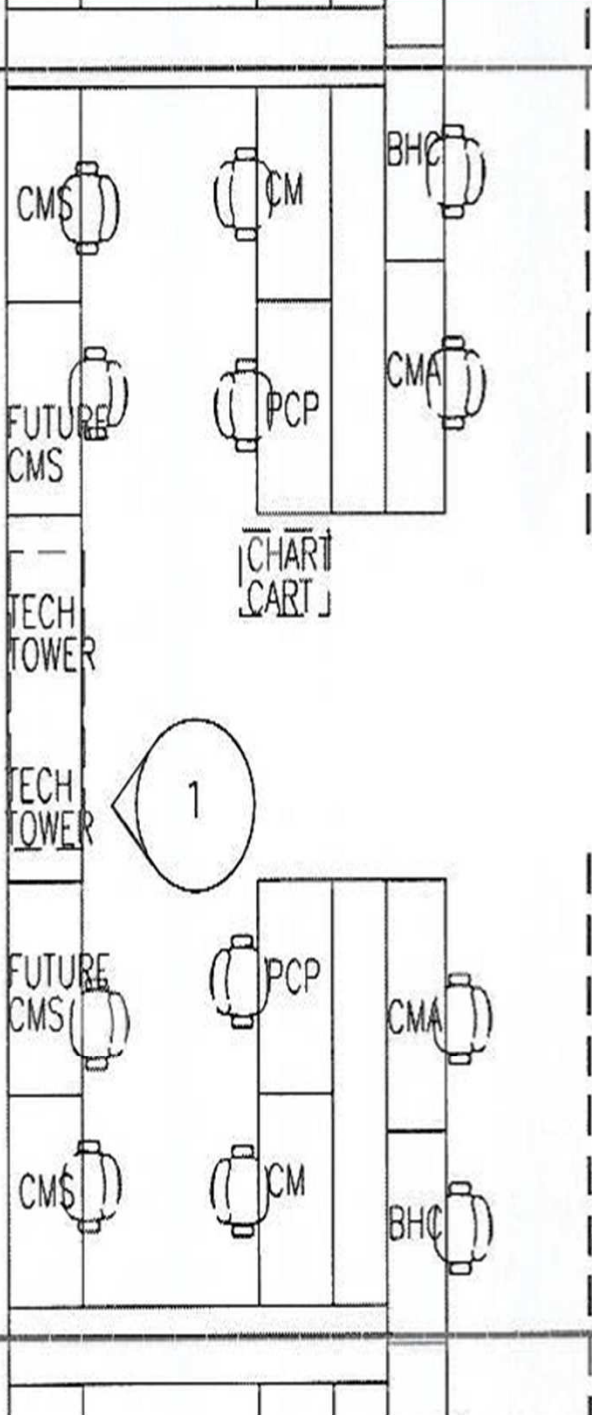 CMS
CM
BHC
FUTURE
CMS
PCP
CMA
CHART
CART
TECH
TOWER
TECH
TOWER
1
FUTURE
CMS
PCP
CMA
CMS
CM
BHC